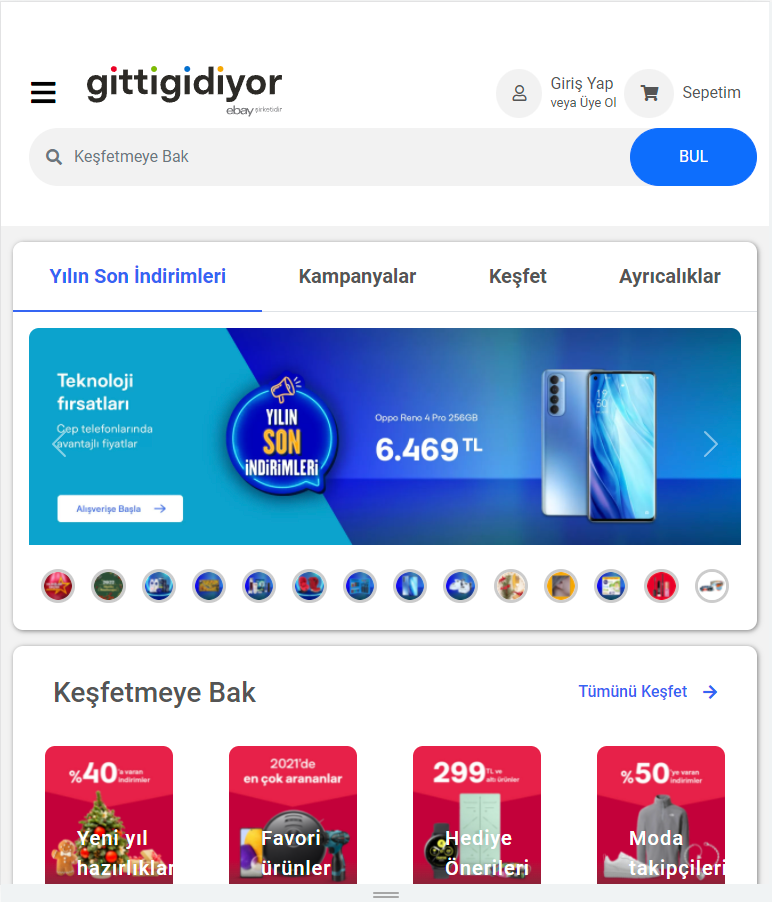 gittigidiyor
ebay şirketidir
Giriş Yap
veya Üye Ol
Sepetim
Keşfetmeye Bak
BUL
Yılın Son İndirimleri
Kampanyalar
Keşfet
Ayrıcalıklar
Teknoloji
fırsatları
Cep telefonlarında
avantajlı fiyatlar
Alışverişe Başla
YILIN
SON
İNDİRİMLERİ
Oppo Reno 4 Pro 256GB
6.469 TL
Keşfetmeye Bak
Tümünü Keşfet
%40'a varan indirimler
Yeni yıl
hazırlıklar
2021'de
en çok arananlar
Favori
ürünler
299 TL ve altı ürünler
Hediye
Önerileri
%50'ye varan indirimler
Moda
takipçileri